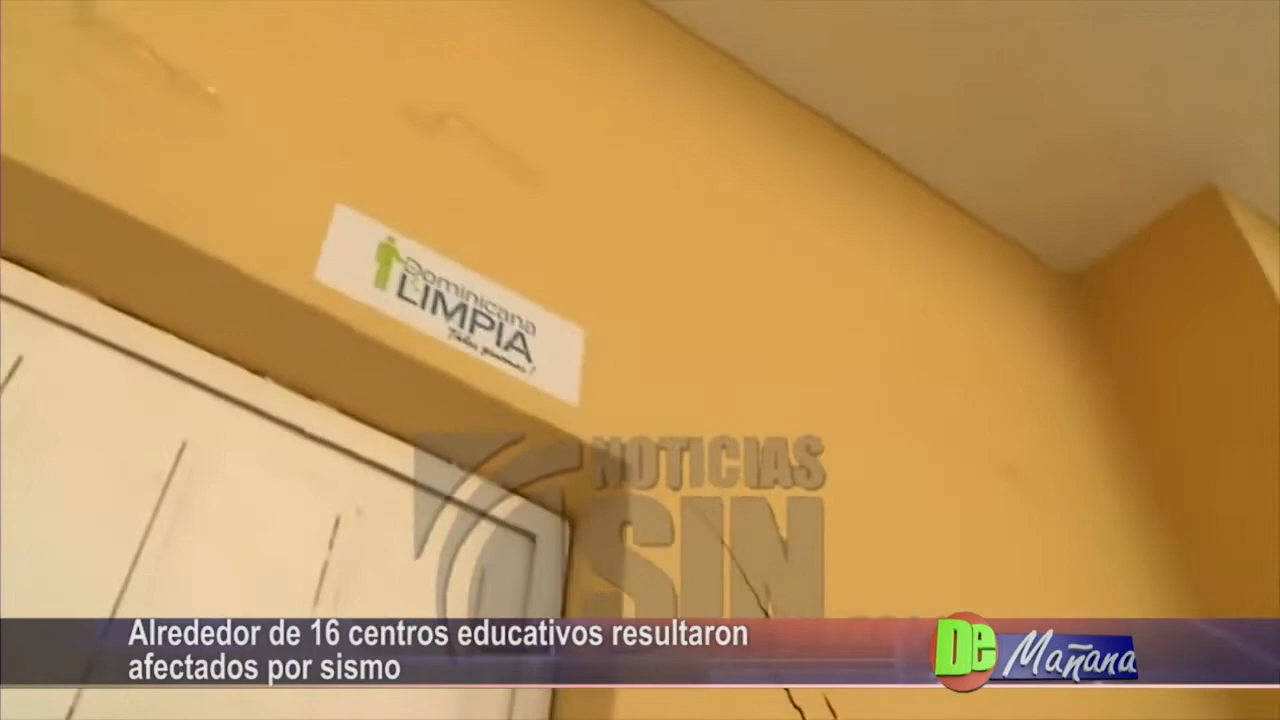 Dominicana
LIMPIA
NOTICIAS
SIN
Alrededor de 16 centros educativos resultaron
afectados por sismo
De Mañana